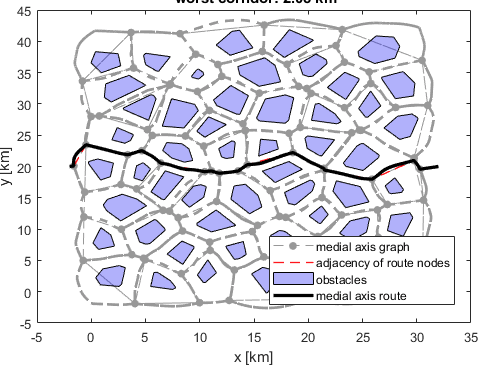 worst corridor: 2.03 km
45
40
35
30
25
20
15
10
5
0
-5
y [km]
medial axis graph
adjacency of route nodes
obstacles
medial axis route
-5 0 5 10 15 20 25 30 35
x [km]